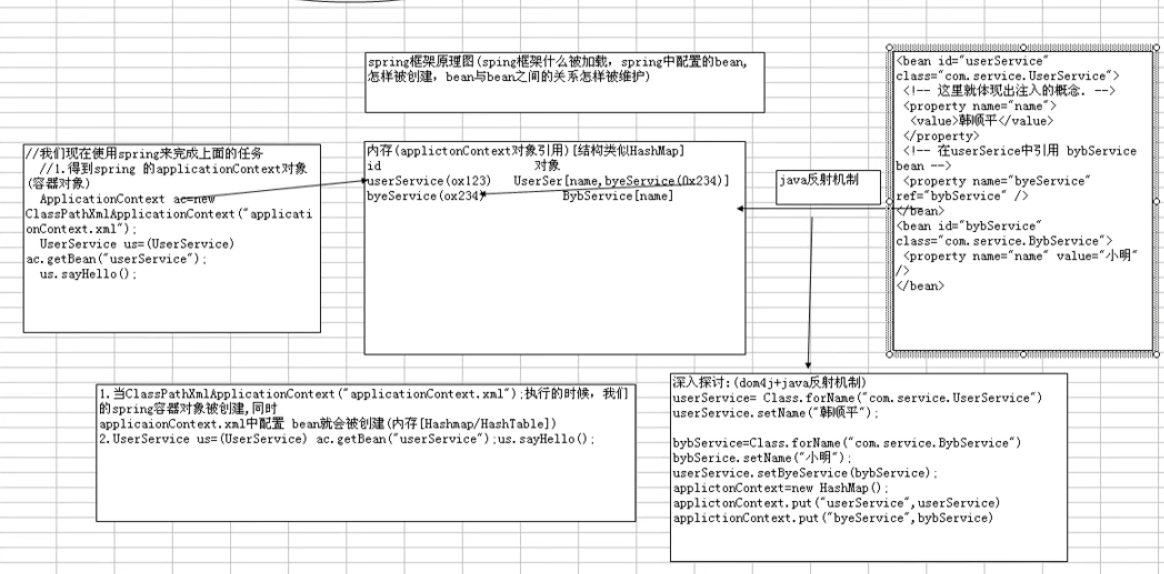 spring框架原理图(sping框架什么被加载, spring中配置的bean,
怎样被创建, bean与bean之间的关系怎样被维护)
//我们现在使用spring来完成上面的任务
//1.得到spring 的applicationContext对象
(容器对象)
ApplicationContext ac=new
ClassPathXmlApplicationContext("applicati
onContext.xml");
UserService us=(UserService)
ac.getBean("userService");
us.sayHello();
内存(applictonContext对象引用)[结构类似HashMap]
id 对象
userService(ox123) UserSer[name,byeService(0x234)]
byeService(ox234) BybService[name]
java反射机制
<bean id="userService"
class="com.service.UserService">
<!-- 这里就体现出注入的概念. -->
<property name="name">
<value>韩顺平</value>
</property>
<!-- 在userSerice中引用 bybService
bean -->
<property name="byeService"
ref="bybService" />
</bean>
<bean id="bybService"
class="com.service.BybService">
<property name="name" value="小明"
/>
</bean>
1.当ClassPathXmlApplicationContext("applicationContext.xml");执行的时候，我们
的spring容器对象被创建,同时
applicaionContext.xml中配置 bean就会被创建(内存[Hashmap/HashTable])
2.UserService us=(UserService) ac.getBean("userService");us.sayHello();
深入探讨:(dom4j+java反射机制)
userService= Class.forName("com.service.UserService")
userService.setName("韩顺平");
bybService=Class.forName("com.service.BybService")
bybSerice.setName("小明");
userService.setByeService(bybService);
applictonContext=new HashMap();
applictonContext.put("userService",userService)
applictionContext.put("byeService",bybService)